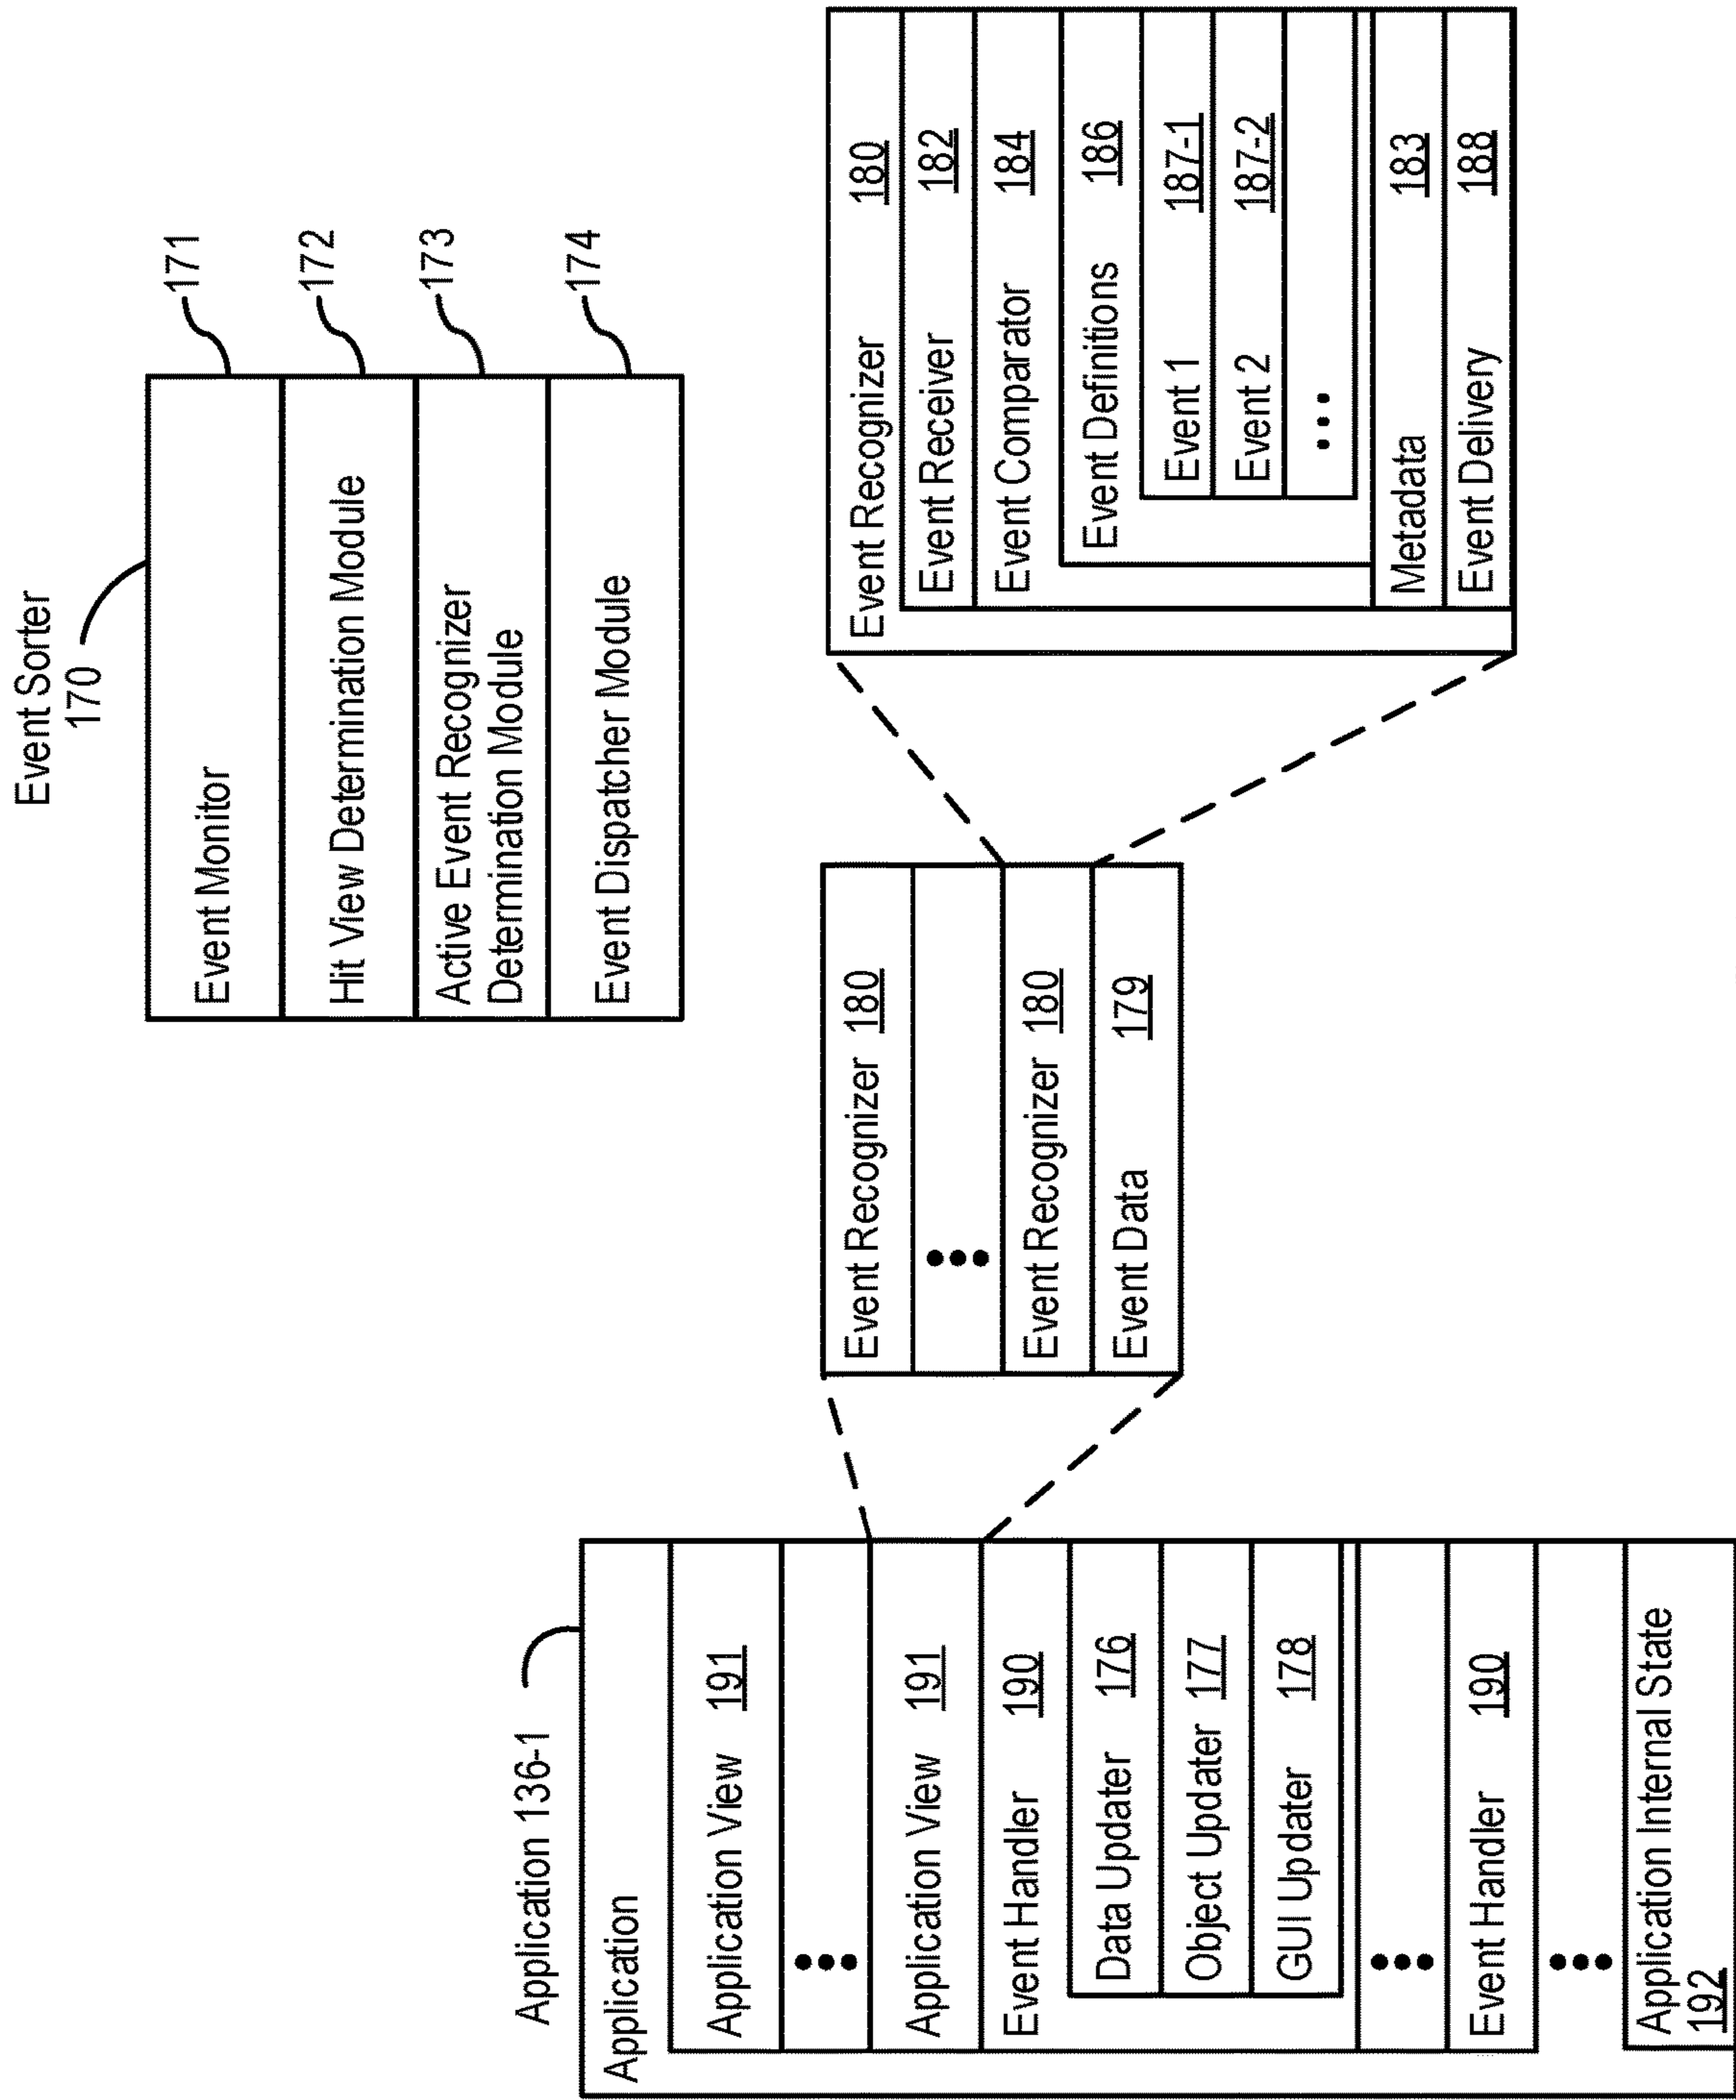 Event Sorter
170
Event Monitor
171
Hit View Determination Module
172
Active Event Recognizer
Determination Module
173
Event Dispatcher Module
174
Application 136-1
Application
Application View 191
•••
Application View 191
Event Handler 190
Data Updater 176
Object Updater 177
GUI Updater 178
•••
Event Handler 190
•••
Application Internal State
192
Event Recognizer 180
•••
Event Recognizer 180
Event Data 179
Event Recognizer 180
Event Receiver 182
Event Comparator 184
Event Definitions 186
Event 1 187-1
Event 2 187-2
•••
Metadata 183
Event Delivery 188